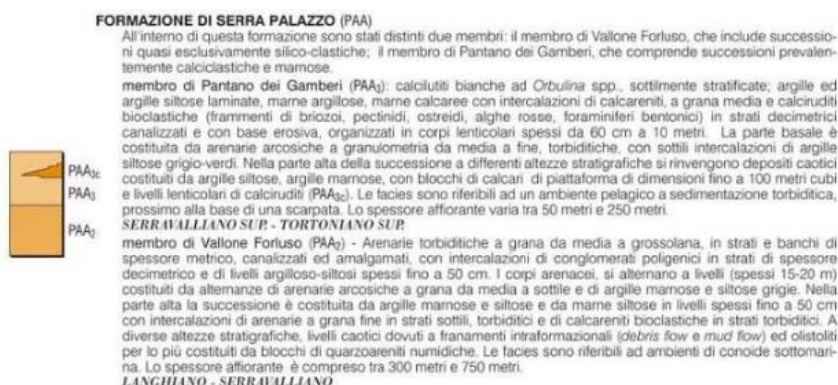 FORMAZIONE DI SERRA PALAZZO (PAA)
All'interno di questa formazione sono stati distinti due membri: il membro di Vallone Forluso, che include successio-
ni quasi esclusivamente silico-clastiche; il membro di Pantano dei Gamberi, che comprende successioni prevalen-
temente calciclastiche e marnose.
membro di Pantano dei Gamberi (PAA3): calcilutiti bianche ad Orbulina spp., sottilmente stratificate; argille ed
argille siltose laminate, marne argillose, marne calcaree con intercalazioni di calcareniti, a grana media e calciruditi
bioclastiche (frammenti di briozoi, pectinidi, ostreidi, alghe rosse, foraminiferi bentonici) in strati decimetrici
canalizzati e con base erosiva, organizzati in corpi lenticolari spessi da 60 cm a 10 metri. La parte basale e
costituita da arenarie arcosiche a granulometria da media a fine, torbiditiche, con sottili intercalazioni di argille
siltose grigio-verdi. Nella parte alta della successione a differenti altezze stratigrafiche si rinvengono depositi caotici
costituiti da argille siltose, argille marnose, con blocchi di calcari di piattaforma di dimensioni fino a 100 metri cubi
e livelli lenticolari di calciruditi (PAA3c). Le facies sono riferibili ad un ambiente pelagico a sedimentazione torbiditica,
prossimo alla base di una scarpata. Lo spessore affiorante varia tra 50 metri e 250 metri.
SERRAVALLIANO SUP. - TORTONIANO SUP.
membro di Vallone Forluso (PAA2) - Arenarie torbiditiche a grana da media a grossolana, in strati e banchi di
spessore metrico, canalizzati ed amalgamati, con intercalazioni di conglomerati poligenici in strati di spessore
decimetrico e di livelli argilloso-siltosi spessi fino a 50 cm. I corpi arenacei, si alternano a livelli (spessi 15-20 m)
costituiti da alternanze di arenarie arcosiche a grana da media a sottile e di argille marnose e siltose grigie. Nella
parte alta la successione è costituita da argille marnose e siltose e da marne siltose in livelli spessi fino a 50 cm
con intercalazioni di arenarie a grana fine in strati sottili, torbiditici e di calcareniti bioclastiche in strati torbiditici. A
diverse altezze stratigrafiche, livelli caotici dovuti a franamenti intraformazionali (debris flow e mud flow) ed olistoliti
per lo più costituiti da blocchi di quarzoareniti numidiche. Le facies sono riferibili ad ambienti di conoide sottomari-
na. Lo spessore affiorante è compreso tra 300 metri e 750 metri.
LANGHIANO - SERRAVALLIANO
PAA3c
PAA3
PAA2